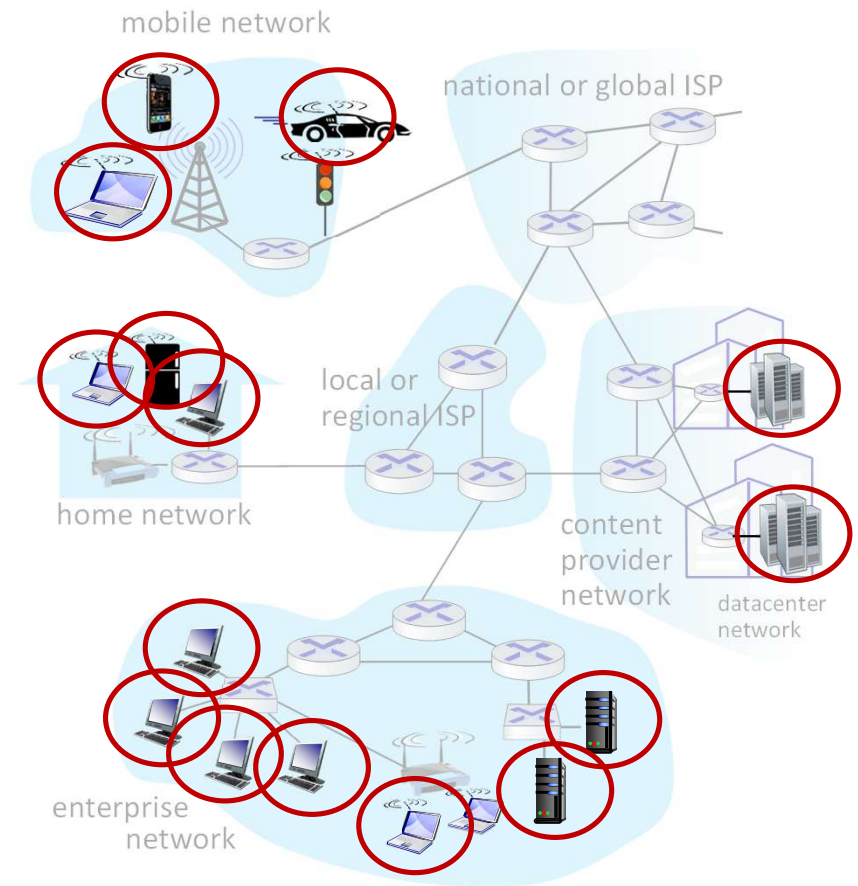 mobile network
national or global ISP
local or
regional ISP
home network
content
provider
network
datacenter
network
enterprise
network